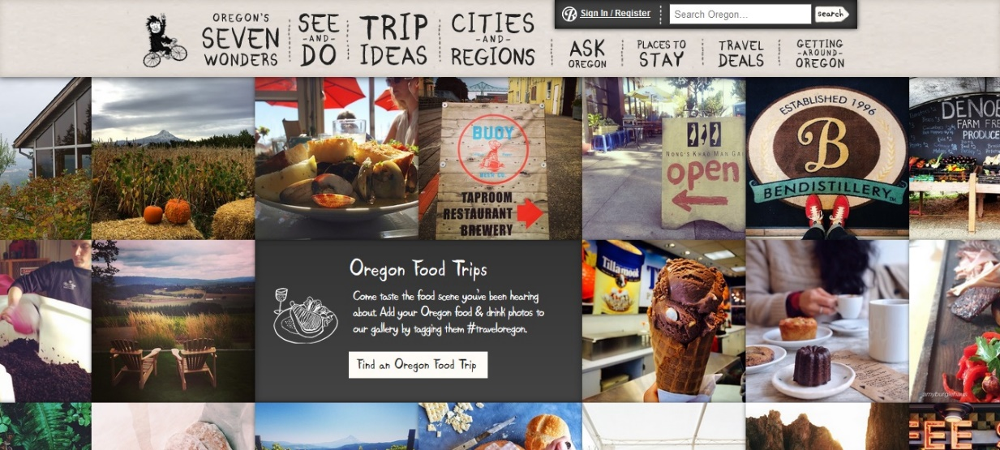 OREGON'S
SEVEN
WONDERS
SEE
-AND-
DO
TRIP
IDEAS
CITIES
-AND-
REGIONS
Sign In / Register
Search Oregon...
search
ASK
OREGON
PLACES TO
STAY
TRAVEL
DEALS
GETTING
-AROUND-
OREGON
BUOY
BEER CO.
TAPROOM
RESTAURANT
BREWERY
NONG'S KHAO MAN GAI
open
ESTABLISHED 1996
B
BENDISTILLERY
DENOB
FARM FRE
PRODUCE
Oregon Food Trips
Come taste the food scene you've been hearing
about. Add your Oregon food & drink photos to
our gallery by tagging them #traveloregon.
Find an Oregon Food Trip
Tillamook
T
amyburglehaus
FEE S